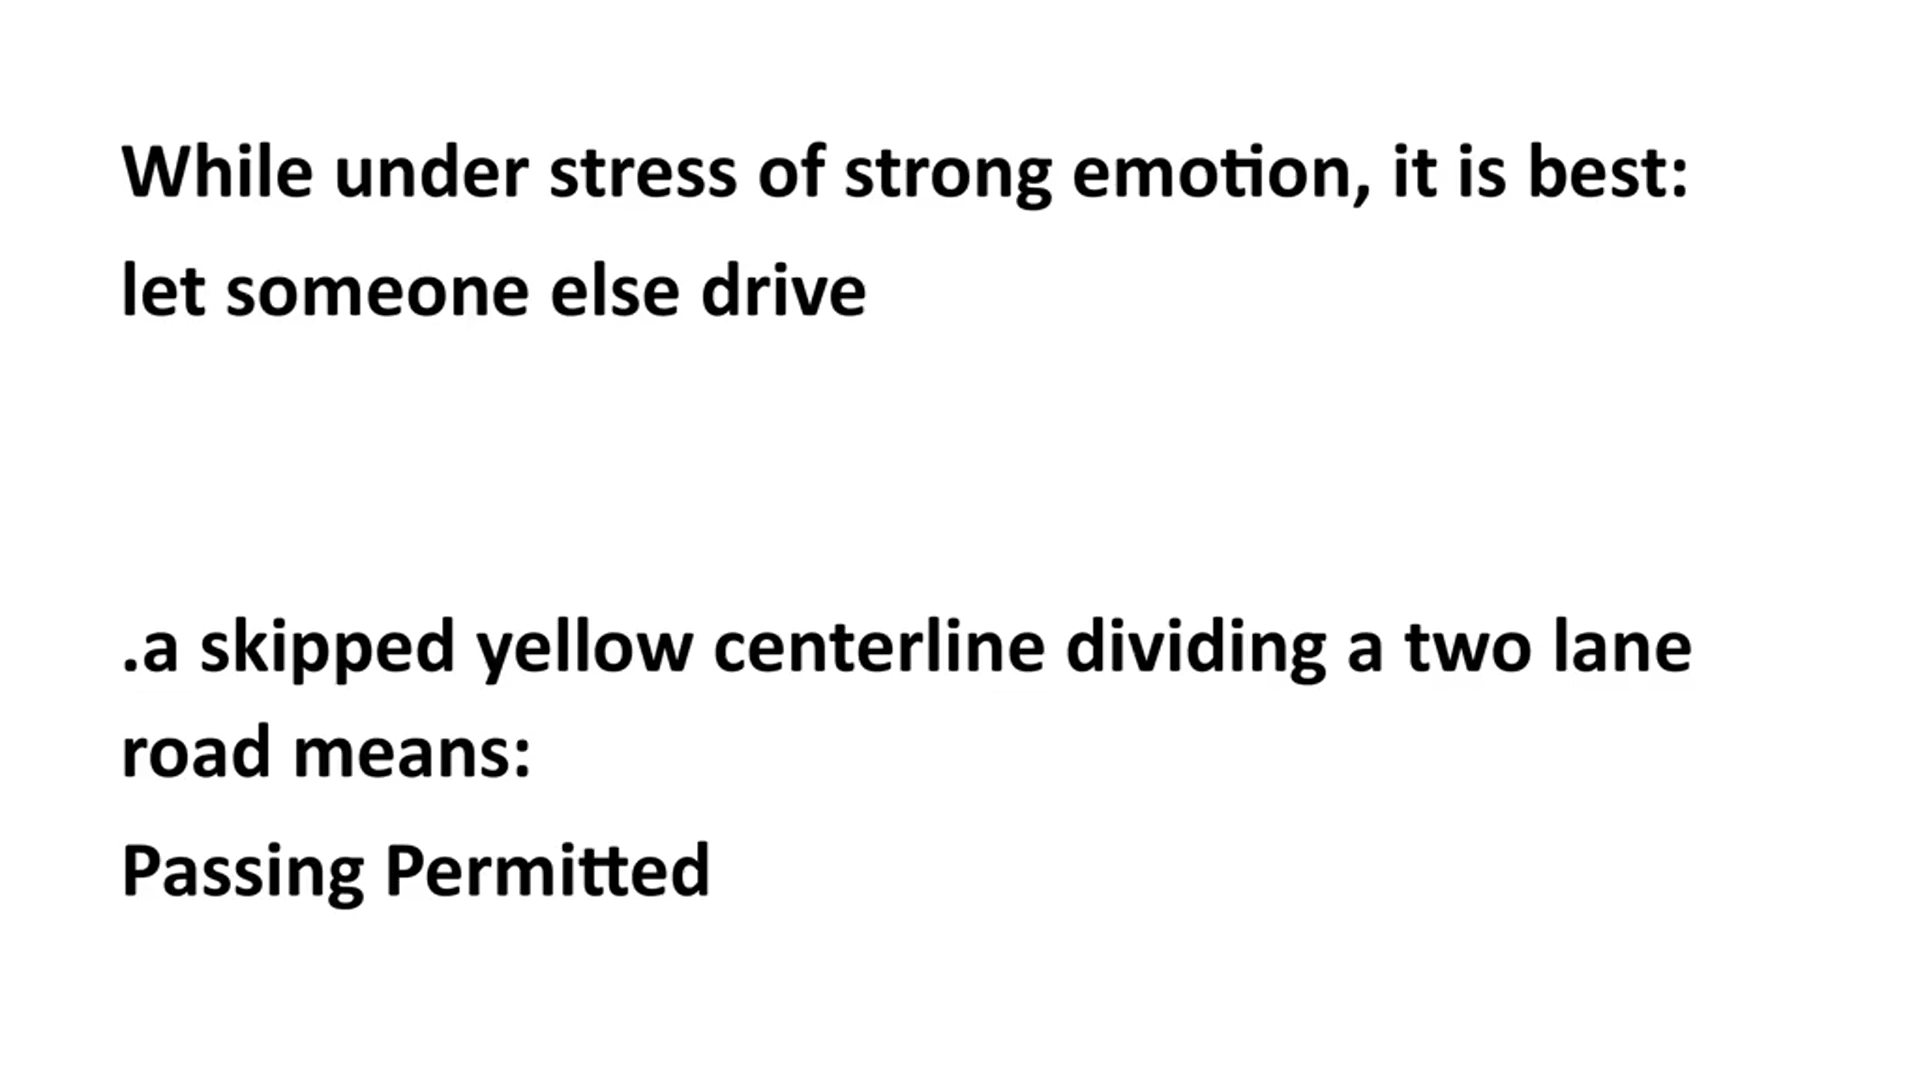 While under stress of strong emotion, it is best:
let someone else drive
.a skipped yellow centerline dividing a two lane
road means:
Passing Permitted